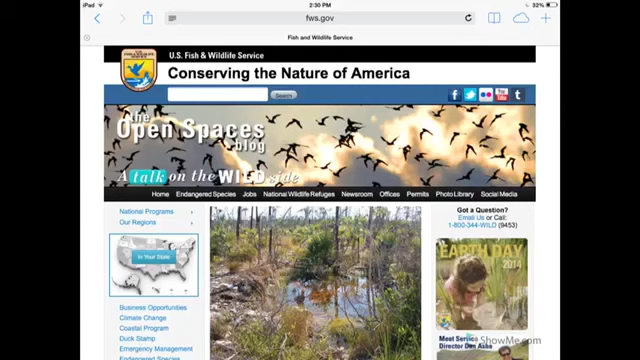 iPad
2:30 PM
32%
fws.gov
Fish and Wildlife Service
U.S. Fish & Wildlife Service
Conserving the Nature of America
Search
the
Open Spaces
blog
A talk on the WILD side
Home Endangered Species Jobs National Wildlife Refuges Newsroom Offices Permits Photo Library Social Media
National Programs
Our Regions
In Your State
Business Opportunities
Climate Change
Coastal Program
Duck Stamp
Emergency Management
Endangered Species
Got a Question?
Email Us or Call:
1-800-344-WILD (9453)
EARTH DAY
2014
Meet Service
Director Dan Ashe
ShowMe.com